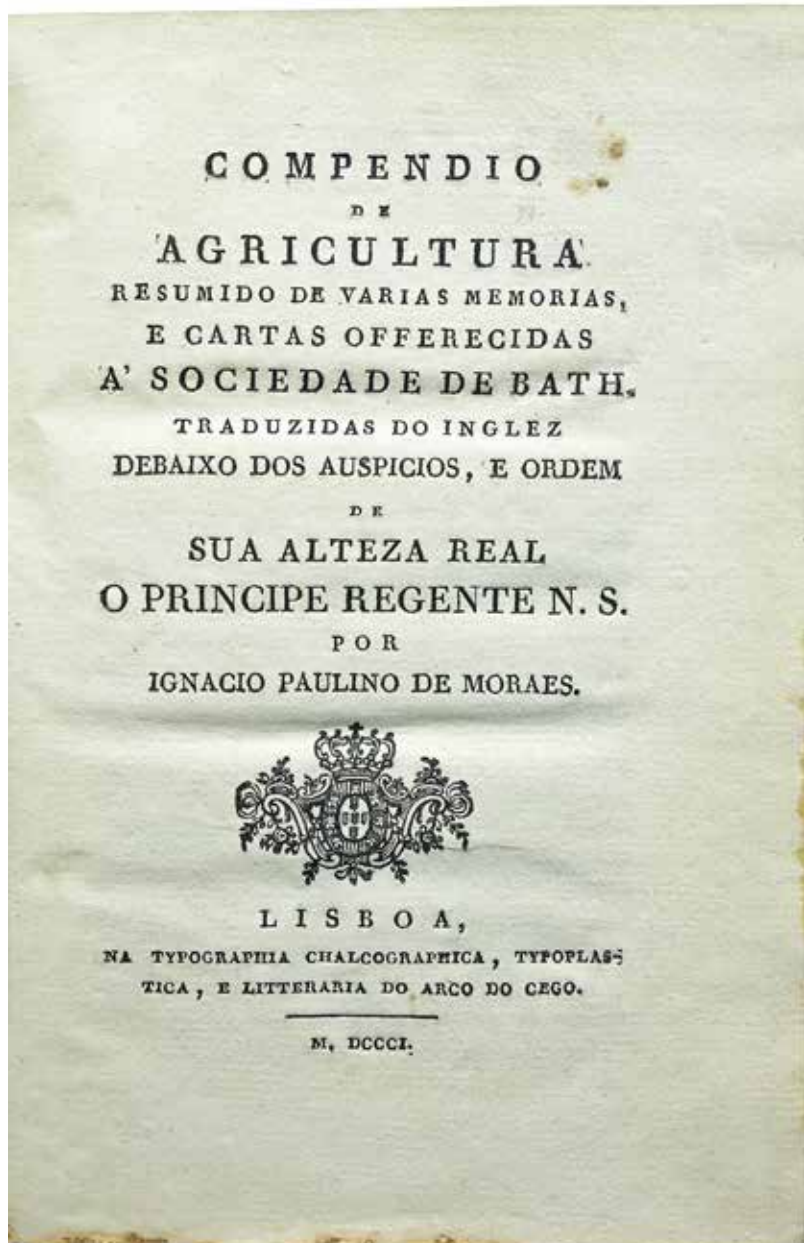 COMPENDIO
DE
AGRICULTURA
RESUMIDO DE VARIAS MEMORIAS,
E CARTAS OFFERECIDAS
A' SOCIEDADE DE BATH,
TRADUZIDAS DO INGLEZ
DEBAIXO DOS AUSPICIOS, E ORDEM
DE
SUA ALTEZA REAL
O PRINCIPE REGENTE N. S.
POR
IGNACIO PAULINO DE MORAES.
LISBOA,
NA TYPOGRAPHIA CHALCOGRAPHICA, TYPOPLAS-
TICA, E LITTERARIA DO ARCO DO CEGO.
M. DCCCI.